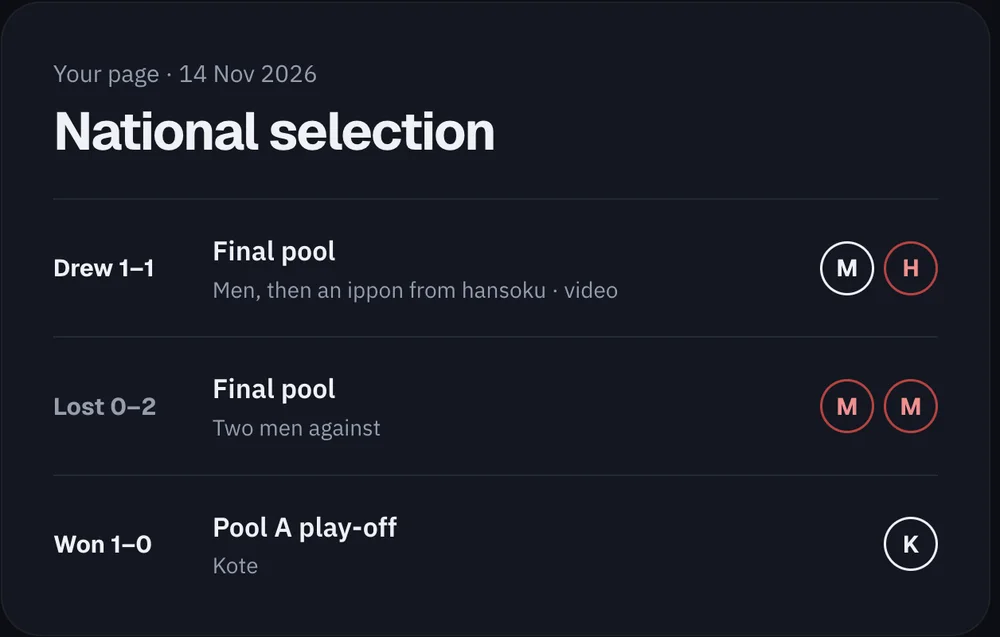 Your page · 14 Nov 2026
National selection
Drew 1–1
Final pool
Men, then an ippon from hansoku · video
M H
Lost 0–2
Final pool
Two men against
M M
Won 1–0
Pool A play-off
Kote
K